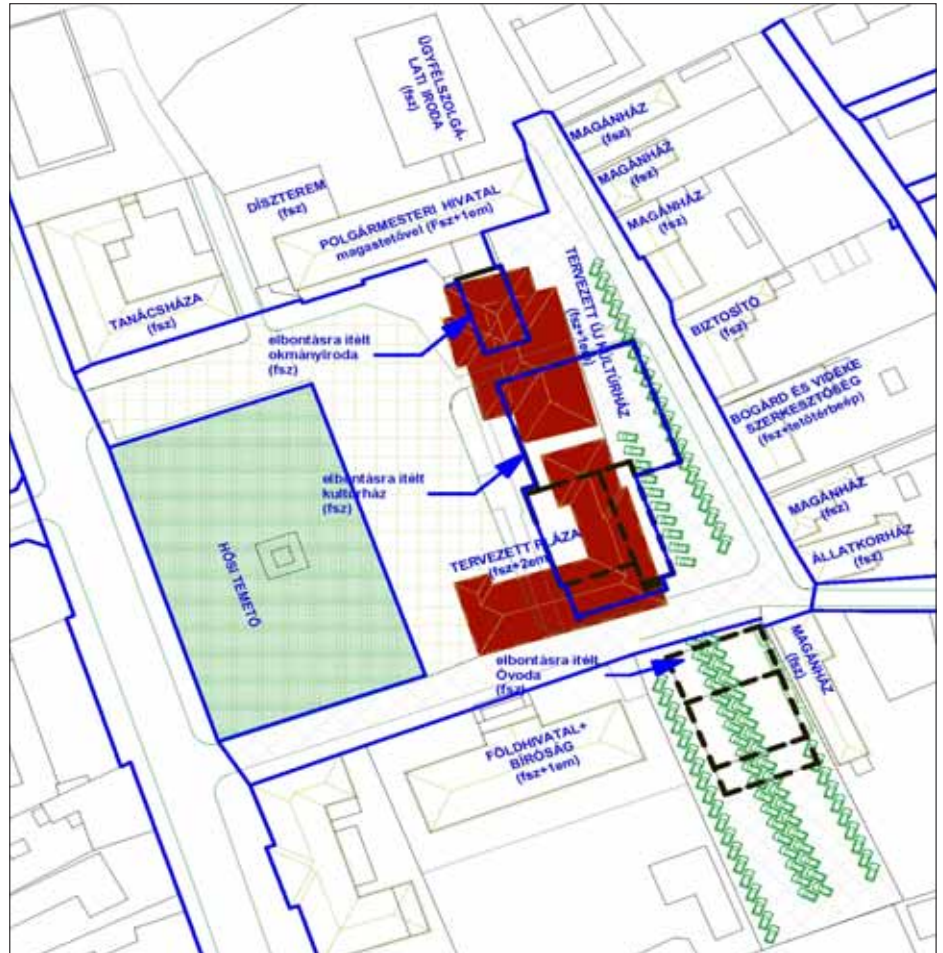 ÜGYFÉLSZOLGÁ-
LATI IRODA
(fsz)
MAGÁNHÁZ
(fsz)
MAGÁNHÁZ
(fsz)
MAGÁNHÁZ
(fsz)
DÍSZTEREM
(fsz)
POLGÁRMESTERI HIVATAL
magastetővel (Fsz+1em)
TANÁCSHÁZA
(fsz)
TERVEZETT ÚJ KULTÚRHÁZ
(fsz+1em)
BIZTOSÍTÓ
(fsz)
elbontásra ítélt
okmányiroda
(fsz)
BOGÁRD ÉS VIDÉKE
SZERKESZTŐSÉG
(fsz+tetőtérbeép)
elbontásra ítélt
kultúrház
(fsz)
MAGÁNHÁZ
(fsz)
ÁLLATKORHÁZ
(fsz)
HŐSI TEMETŐ
TERVEZETT PLÁZA
(fsz+2em)
elbontásra ítélt
Óvoda
(fsz)
MAGÁNHÁZ
(fsz)
FÖLDHIVATAL+
BÍRÓSÁG
(fsz+1em)